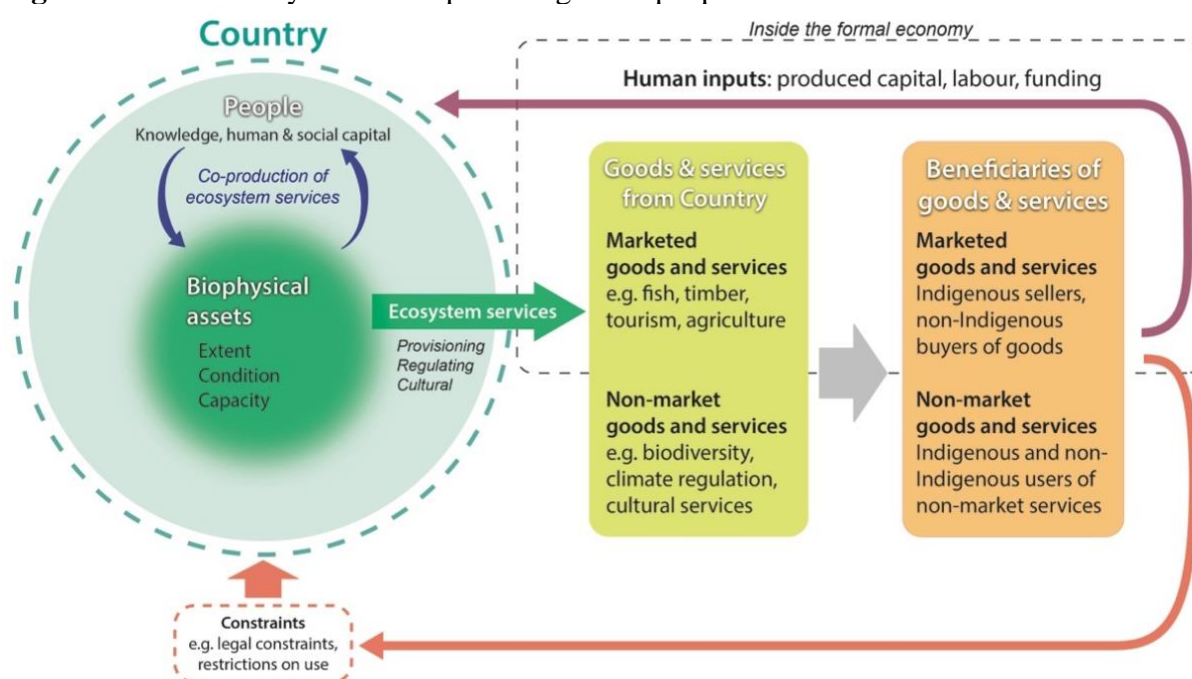 Country
Inside the formal economy
Human inputs: produced capital, labour, funding
People
Knowledge, human & social capital
Co-production of
ecosystem services
Biophysical
assets
Extent
Condition
Capacity
Ecosystem services
Provisioning
Regulating
Cultural
Goods & services
from Country
Marketed
goods and services
e.g. fish, timber,
tourism, agriculture
Non-market
goods and services
e.g. biodiversity,
climate regulation,
cultural services
Beneficiaries of
goods & services
Marketed
goods and services
Indigenous sellers,
non-Indigenous
buyers of goods
Non-market
goods and services
Indigenous and non-
Indigenous users of
non-market services
Constraints
e.g. legal constraints,
restrictions on use